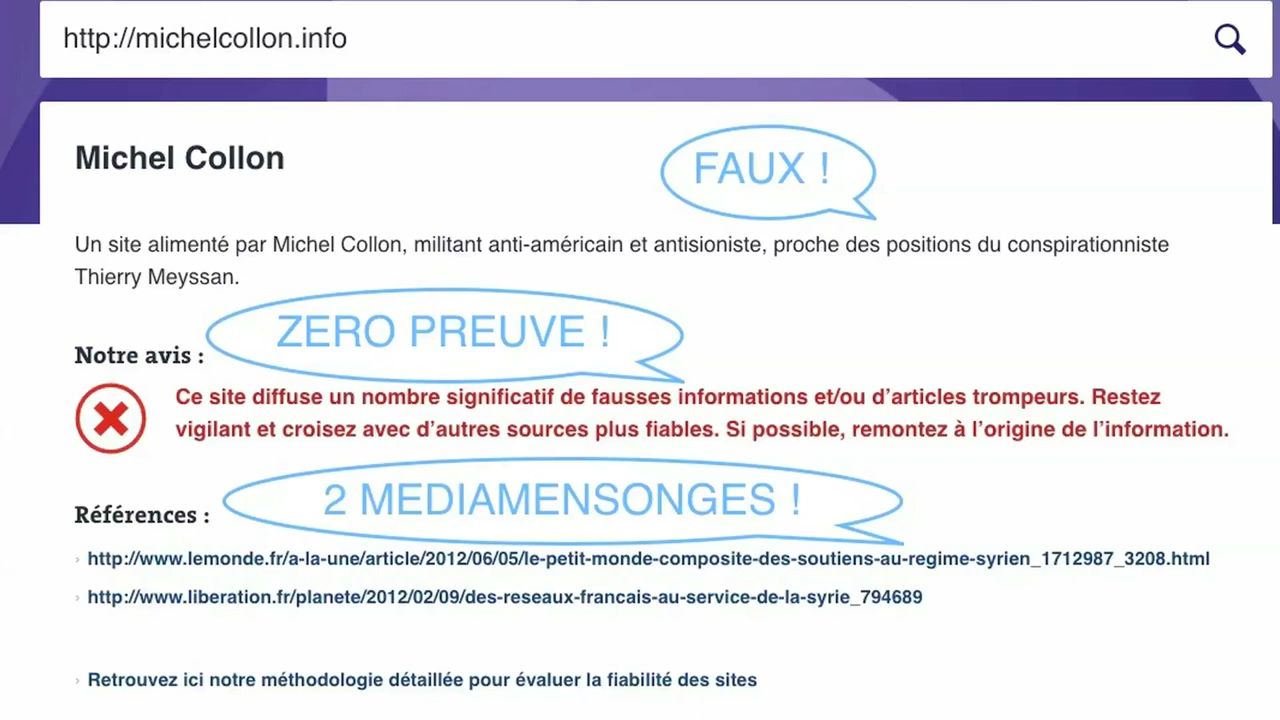 http://michelcollon.info
Michel Collon
FAUX !
Un site alimenté par Michel Collon, militant anti-américain et antisioniste, proche des positions du conspirationniste
Thierry Meyssan.
ZERO PREUVE !
Notre avis :
Ce site diffuse un nombre significatif de fausses informations et/ou d’articles trompeurs. Restez
vigilant et croisez avec d’autres sources plus fiables. Si possible, remontez à l’origine de l’information.
2 MEDIAMENSONGES !
Références :
http://www.lemonde.fr/a-la-une/article/2012/06/05/le-petit-monde-composite-des-soutiens-au-regime-syrien_1712987_3208.html
http://www.liberation.fr/planete/2012/02/09/des-reseaux-francais-au-service-de-la-syrie_794689
Retrouvez ici notre méthodologie détaillée pour évaluer la fiabilité des sites